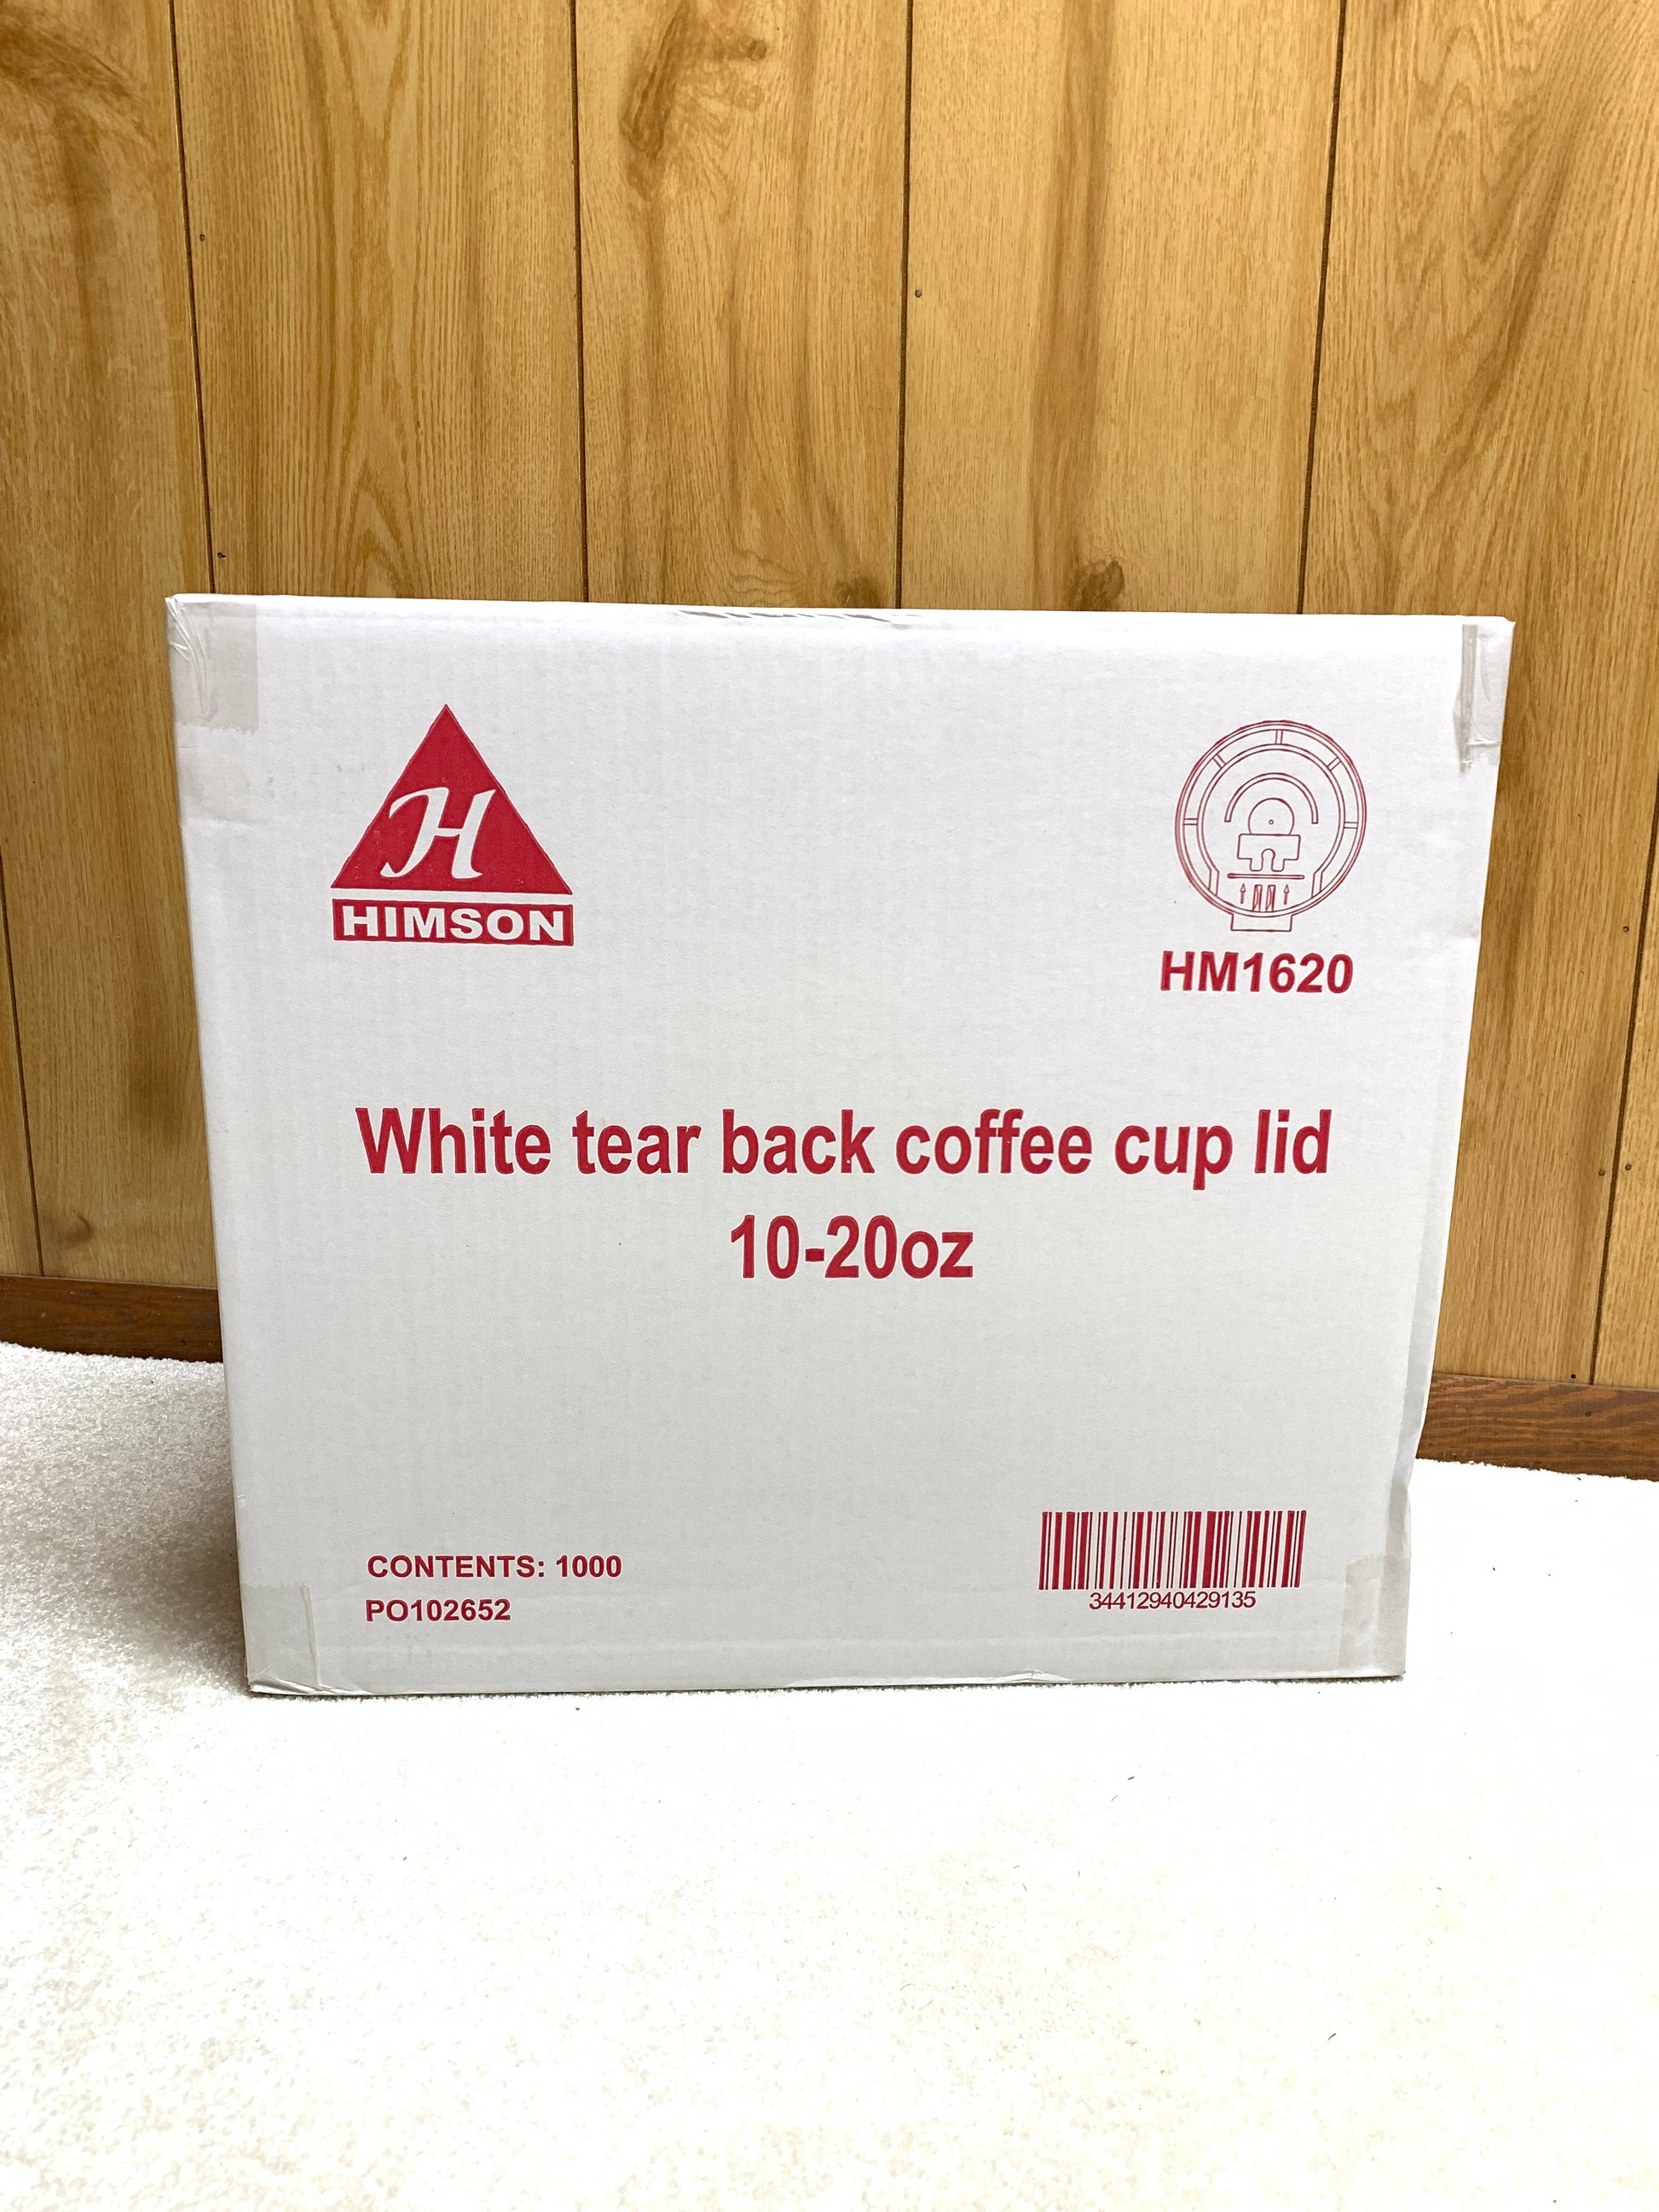 H
HIMSON
HM1620
White tear back coffee cup lid
10-20oz
CONTENTS: 1000
PO102652
34412940429135